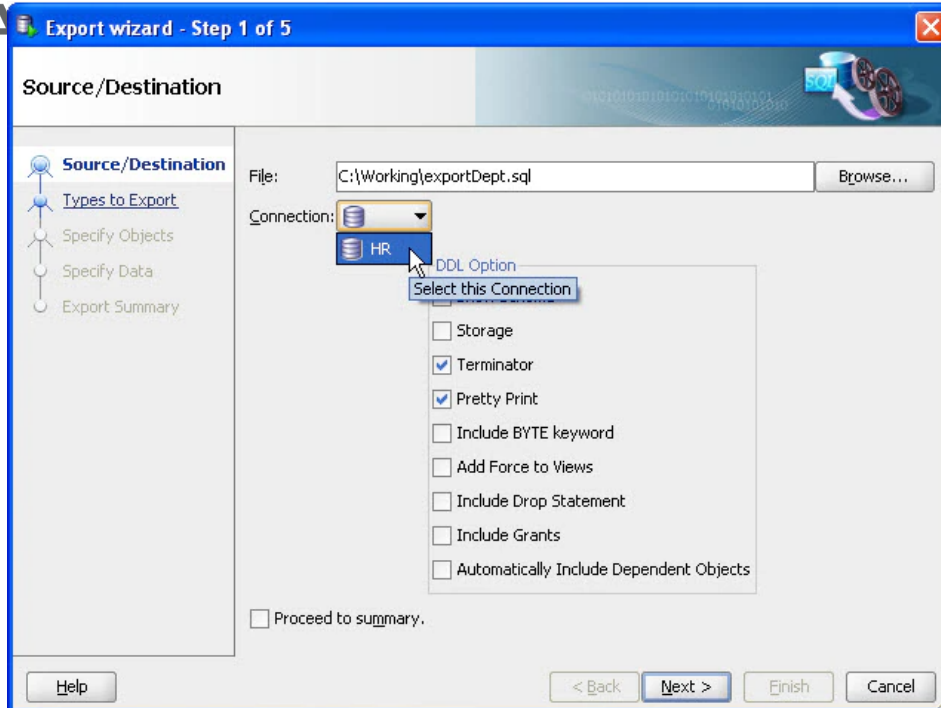 Export wizard - Step 1 of 5
Source/Destination
SQL
Source/Destination
Types to Export
Specify Objects
Specify Data
Export Summary
File:
C:\Working\exportDept.sql
Browse...
Connection:
HR
Select this Connection
DDL Option
Storage
Terminator
Pretty Print
Include BYTE keyword
Add Force to Views
Include Drop Statement
Include Grants
Automatically Include Dependent Objects
Proceed to summary.
Help
< Back
Next >
Finish
Cancel